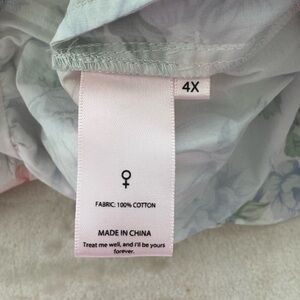 4X
FABRIC: 100% COTTON
MADE IN CHINA
Treat me well, and I'll be yours
forever.